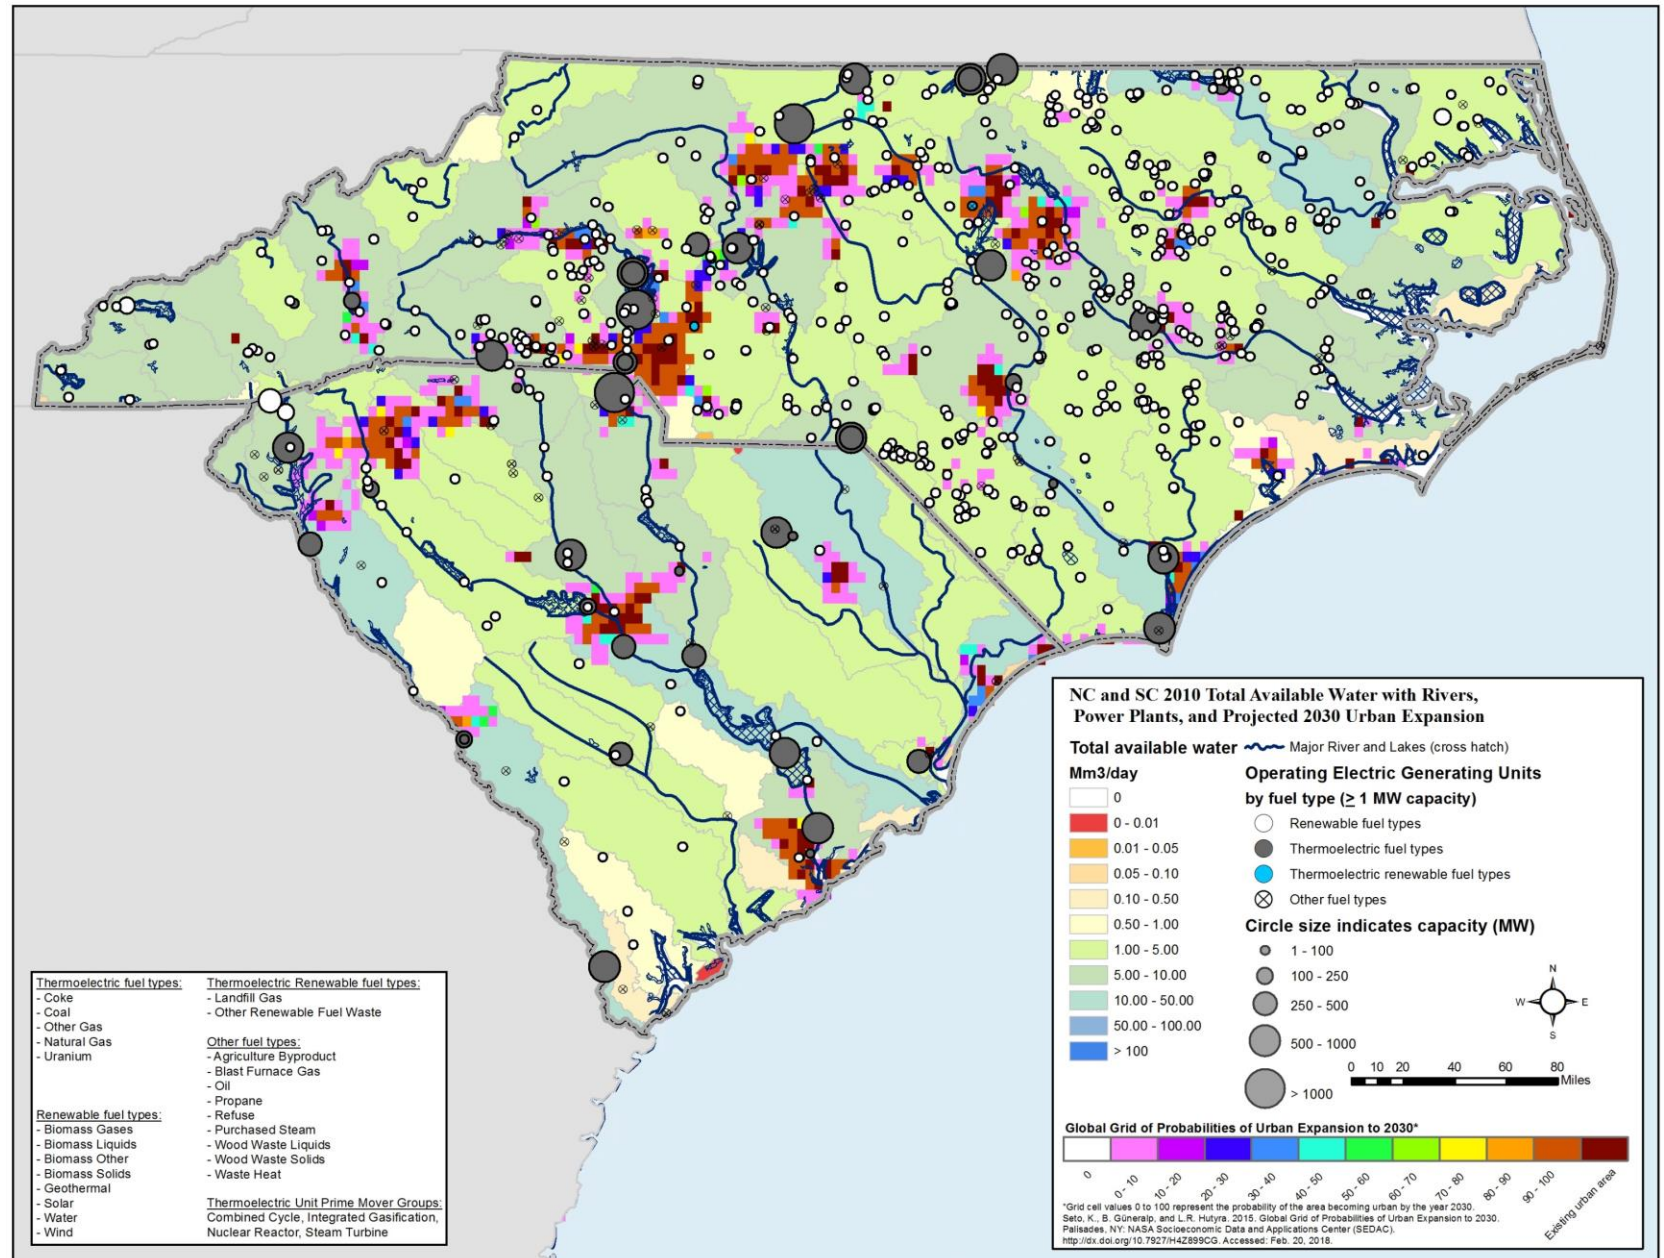 NC and SC 2010 Total Available Water with Rivers,
Power Plants, and Projected 2030 Urban Expansion
Total available water
Mm3/day
0
0 - 0.01
0.01 - 0.05
0.05 - 0.10
0.10 - 0.50
0.50 - 1.00
1.00 - 5.00
5.00 - 10.00
10.00 - 50.00
50.00 - 100.00
> 100
Major River and Lakes (cross hatch)
Operating Electric Generating Units
by fuel type (≥ 1 MW capacity)
Renewable fuel types
Thermoelectric fuel types
Thermoelectric renewable fuel types
Other fuel types
Circle size indicates capacity (MW)
1 - 100
100 - 250
250 - 500
500 - 1000
> 1000
N
W E
S
0 10 20 40 60 80
Miles
Global Grid of Probabilities of Urban Expansion to 2030*
0
0 - 10
10 - 20
20 - 30
30 - 40
40 - 50
50 - 60
60 - 70
70 - 80
80 - 90
90 - 100
Existing urban area
*Grid cell values 0 to 100 represent the probability of the area becoming urban by the year 2030.
Seto, K., B. Güneralp, and L.R. Hutyra. 2015. Global Grid of Probabilities of Urban Expansion to 2030.
Palisades, NY: NASA Socioeconomic Data and Applications Center (SEDAC).
http://dx.doi.org/10.7927/H4Z899CG. Accessed: Feb. 20, 2018.
Thermoelectric fuel types:
- Coke
- Coal
- Other Gas
- Natural Gas
- Uranium
Renewable fuel types:
- Biomass Gases
- Biomass Liquids
- Biomass Other
- Biomass Solids
- Geothermal
- Solar
- Water
- Wind
Thermoelectric Renewable fuel types:
- Landfill Gas
- Other Renewable Fuel Waste
Other fuel types:
- Agriculture Byproduct
- Blast Furnace Gas
- Oil
- Propane
- Refuse
- Purchased Steam
- Wood Waste Liquids
- Wood Waste Solids
- Waste Heat
Thermoelectric Unit Prime Mover Groups:
Combined Cycle, Integrated Gasification,
Nuclear Reactor, Steam Turbine